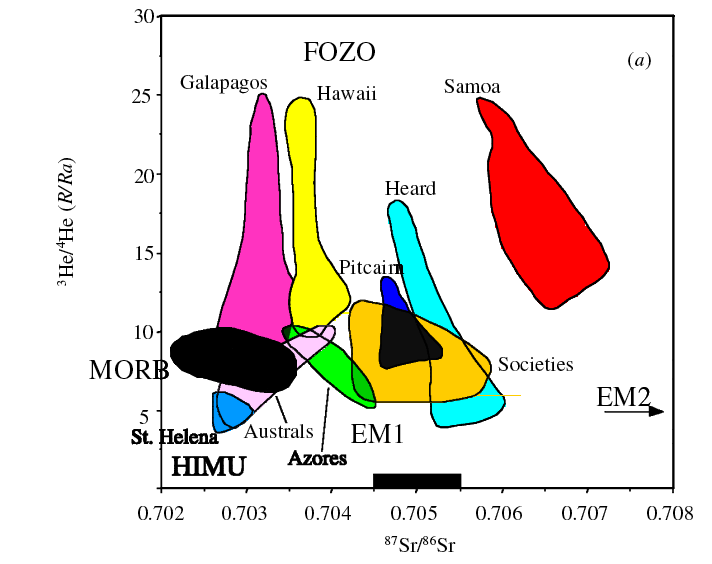 30
FOZO
(a)
Galapagos
Hawaii
Samoa
25
20
Heard
³He/⁴He (R/Ra)
15
Pitcairn
10
MORB
Societies
EM2
5
St. Helena
Australs
EM1
Azores
HIMU
0.702 0.703 0.704 0.705 0.706 0.707 0.708
⁸⁷Sr/⁸⁶Sr